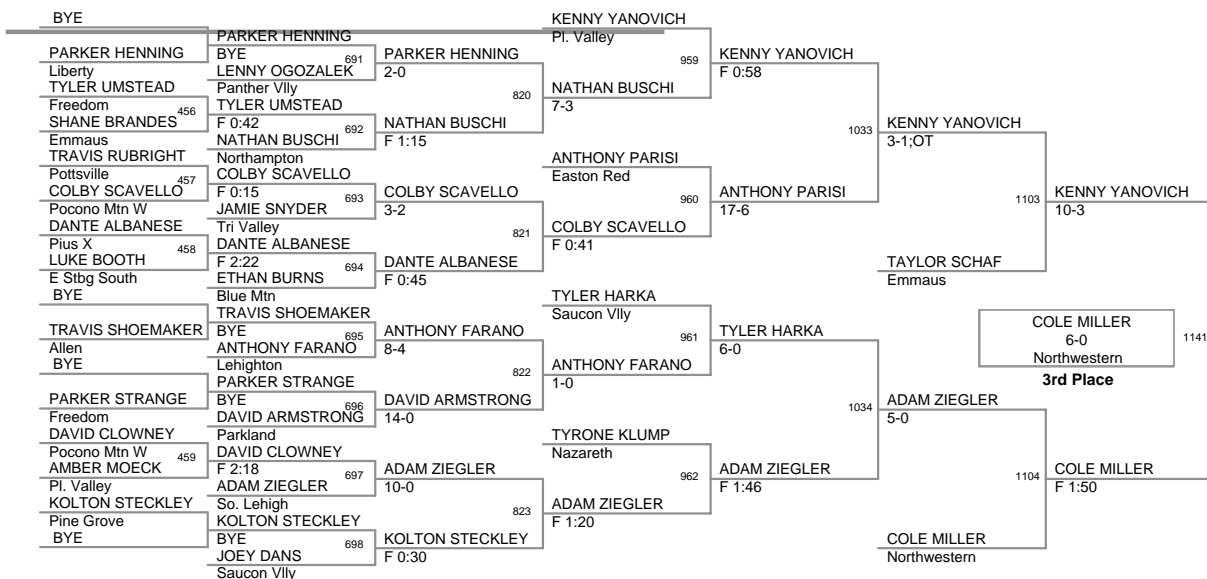 BYE
PARKER HENNING
Liberty
TYLER UMSTEAD
Freedom
456
SHANE BRANDES
Emmaus
TRAVIS RUBRIGHT
Pottsville
457
COLBY SCAVELLO
Pocono Mtn W
DANTE ALBANESE
Pius X
458
LUKE BOOTH
E Stbg South
BYE
TRAVIS SHOEMAKER
Allen
BYE
PARKER STRANGE
Freedom
DAVID CLOWNEY
Pocono Mtn W
459
AMBER MOECK
Pl. Valley
KOLTON STECKLEY
Pine Grove
BYE
PARKER HENNING
BYE
691
LENNY OGOZALEK
Panther Vlly
TYLER UMSTEAD
F 0:42
692
NATHAN BUSCHI
Northampton
COLBY SCAVELLO
F 0:15
693
JAMIE SNYDER
Tri Valley
DANTE ALBANESE
F 2:22
694
ETHAN BURNS
Blue Mtn
TRAVIS SHOEMAKER
BYE
695
ANTHONY FARANO
Lehighton
PARKER STRANGE
BYE
696
DAVID ARMSTRONG
Parkland
DAVID CLOWNEY
F 2:18
697
ADAM ZIEGLER
So. Lehigh
KOLTON STECKLEY
BYE
698
JOEY DANS
Saucon Vlly
PARKER HENNING
2-0
820
NATHAN BUSCHI
F 1:15
COLBY SCAVELLO
3-2
821
DANTE ALBANESE
F 0:45
ANTHONY FARANO
8-4
822
DAVID ARMSTRONG
14-0
ADAM ZIEGLER
10-0
823
KOLTON STECKLEY
F 0:30
KENNY YANOVICH
Pl. Valley
959
NATHAN BUSCHI
7-3
ANTHONY PARISI
Easton Red
960
COLBY SCAVELLO
F 0:41
TYLER HARKA
Saucon Vlly
961
ANTHONY FARANO
1-0
TYRONE KLUMP
Nazareth
962
ADAM ZIEGLER
F 1:20
KENNY YANOVICH
F 0:58
1033
ANTHONY PARISI
17-6
TYLER HARKA
6-0
1034
ADAM ZIEGLER
F 1:46
KENNY YANOVICH
3-1;OT
1103
TAYLOR SCHAF
Emmaus
ADAM ZIEGLER
5-0
1104
COLE MILLER
Northwestern
KENNY YANOVICH
10-3
COLE MILLER
6-0
Northwestern
1141
3rd Place
COLE MILLER
F 1:50